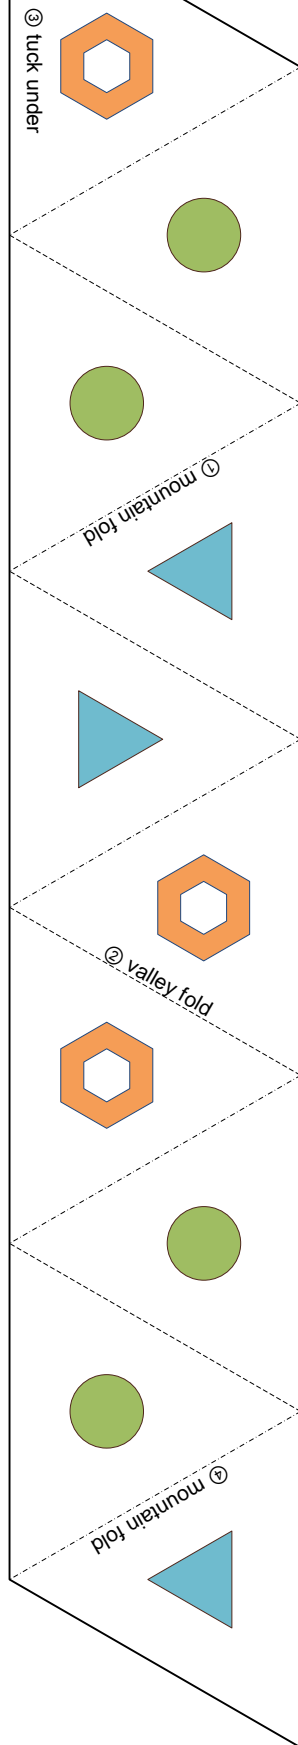 ③ tuck under
① mountain fold
② valley fold
④ mountain fold